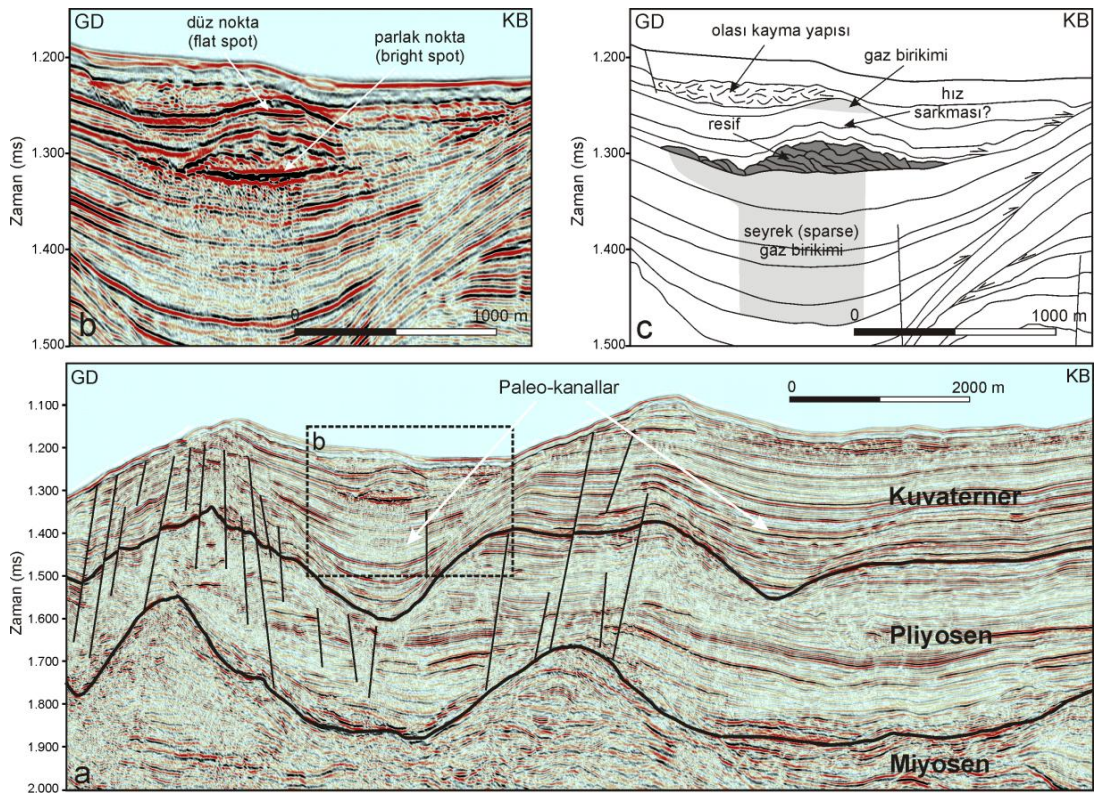 GD
KB
düz nokta
(flat spot)
parlak nokta
(bright spot)
Zaman (ms)
1.200
1.300
1.400
1.500
b
0
1000 m
GD
KB
olası kayma yapısı
gaz birikimi
hız
sarkması?
resif
seyrek (sparse)
gaz birikimi
Zaman (ms)
1.200
1.300
1.400
1.500
c
0
1000 m
GD
KB
Paleo-kanallar
0
2000 m
b
Zaman (ms)
1.100
1.200
1.300
1.400
1.500
1.600
1.700
1.800
1.900
2.000
Kuvaterner
Pliyosen
Miyosen
a